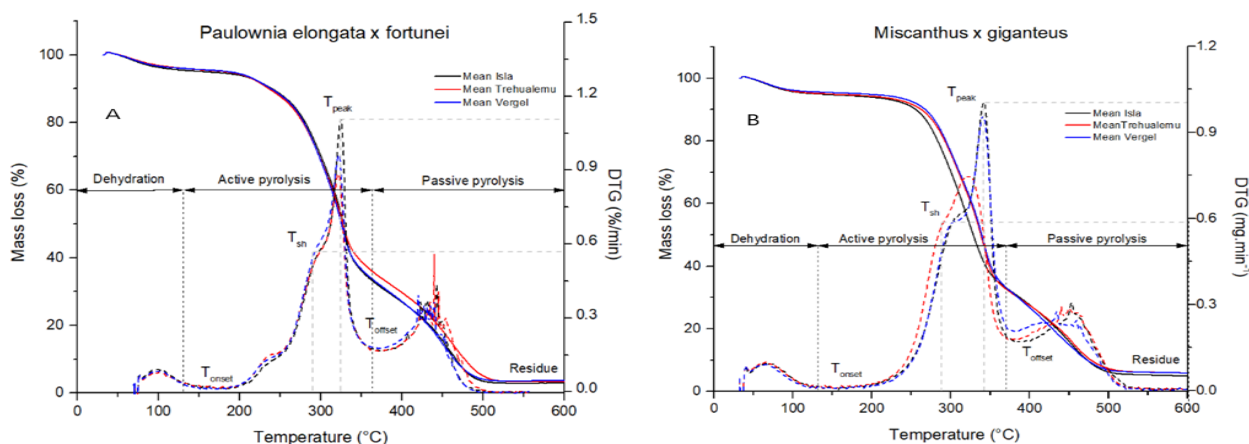 Paulownia elongata x fortunei
A
Mean Isla
Mean Trehualemu
Mean Vergel
Tpeak
Dehydration
Active pyrolysis
Passive pyrolysis
Tsh
Tonset
Toffset
Residue
Mass loss (%)
100
80
60
40
20
0
DTG (%/min)
1.5
1.2
0.9
0.6
0.3
0.0
0 100 200 300 400 500 600
Temperature (°C)
Miscanthus x giganteus
B
Mean Isla
MeanTrehualemu
Mean Vergel
Tpeak
Tsh
Dehydration
Active pyrolysis
Passive pyrolysis
Tonset
Toffset
Residue
Mass loss (%)
100
90
80
70
60
50
40
30
20
10
0
DTG (mg.min⁻¹)
1.2
0.9
0.6
0.3
0.0
0 100 200 300 400 500 600
Temperature (°C)